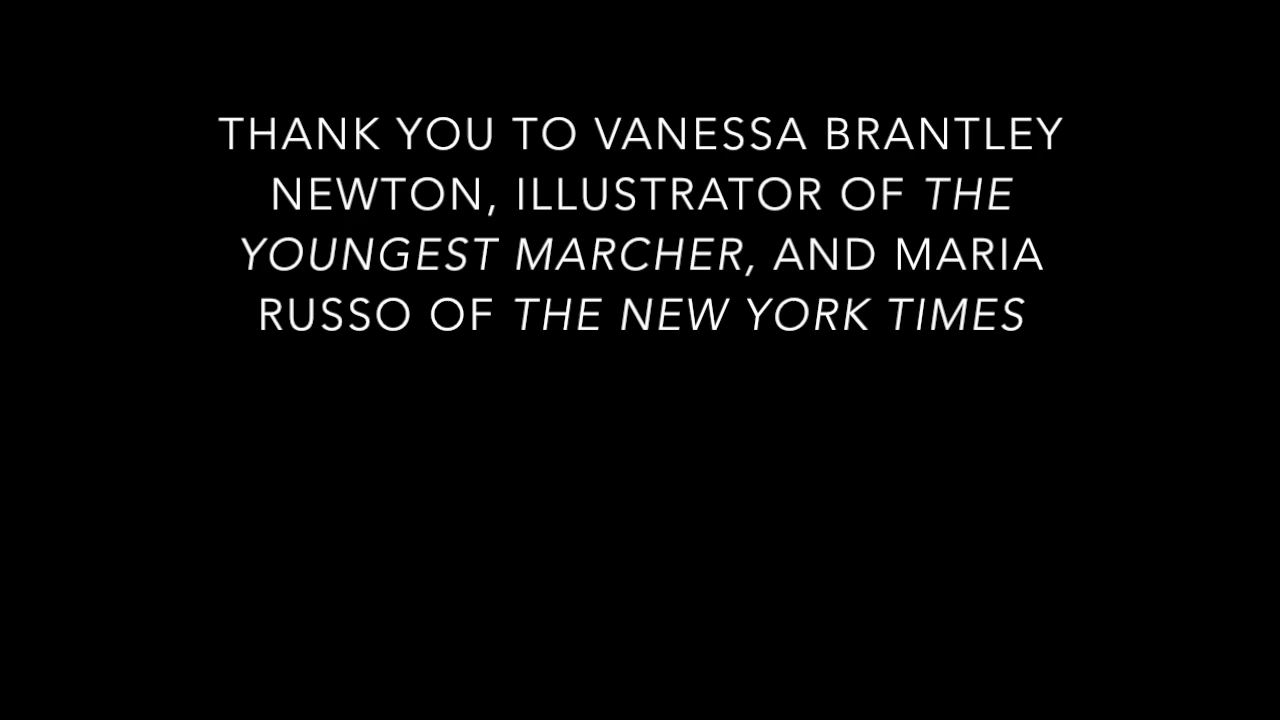 THANK YOU TO VANESSA BRANTLEY
NEWTON, ILLUSTRATOR OF THE
YOUNGEST MARCHER, AND MARIA
RUSSO OF THE NEW YORK TIMES